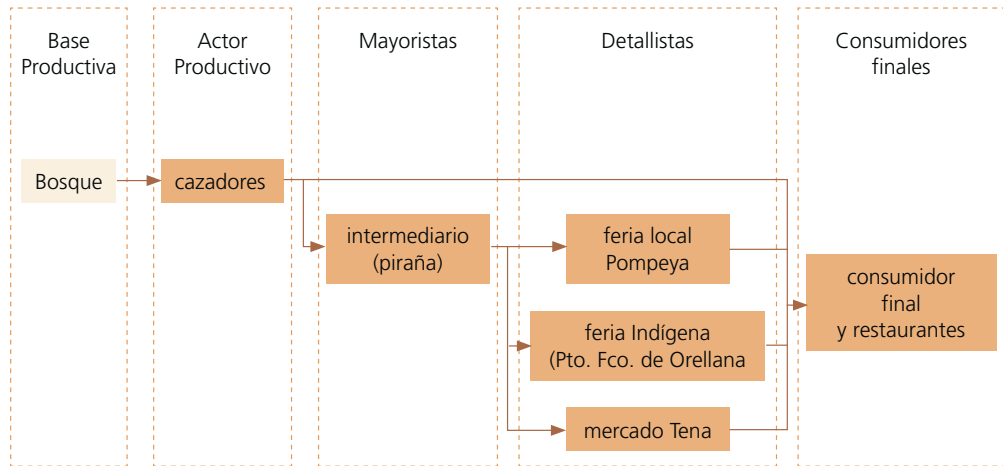 Base
Productiva
Actor
Productivo
Mayoristas
Detallistas
Consumidores
finales
Bosque
cazadores
intermediario
(piraña)
feria local
Pompeya
feria Indígena
(Pto. Fco. de Orellana
mercado Tena
consumidor
final
y restaurantes